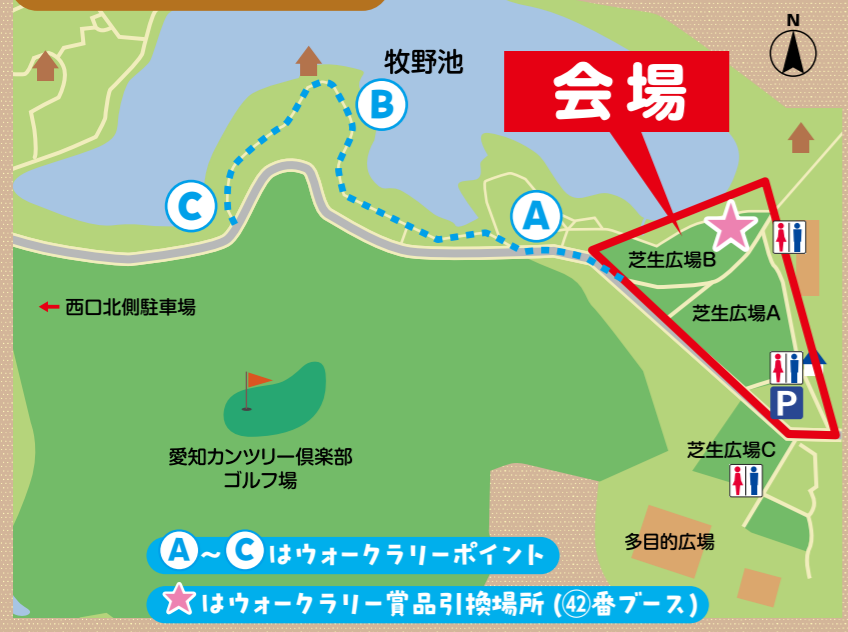 N
牧野池
会場
B
C
A
芝生広場B
← 西口北側駐車場
芝生広場A
P
芝生広場C
愛知カンツリー倶楽部
ゴルフ場
多目的広場
A～Cはウォークラリーポイント
★はウォークラリー賞品引換場所(㊷番ブース)